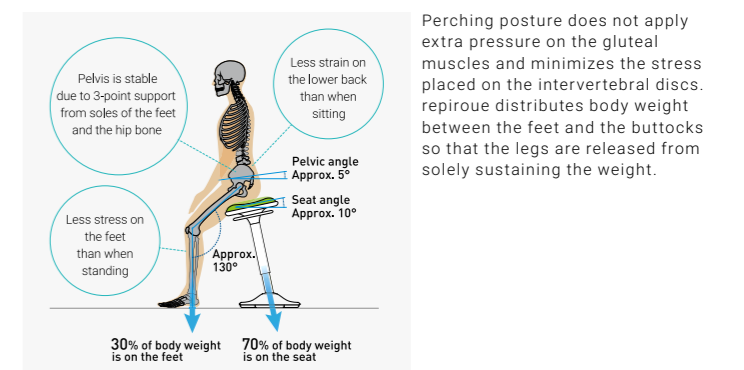 Pelvis is stable
due to 3-point support
from soles of the feet
and the hip bone
Less strain on
the lower back
than when
sitting
Pelvic angle
Approx. 5°
Seat angle
Approx. 10°
Less stress on
the feet
than when
standing
Approx.
130°
30% of body weight
is on the feet
70% of body weight
is on the seat
Perching posture does not apply
extra pressure on the gluteal
muscles and minimizes the stress
placed on the intervertebral discs.
repiroue distributes body weight
between the feet and the buttocks
so that the legs are released from
solely sustaining the weight.